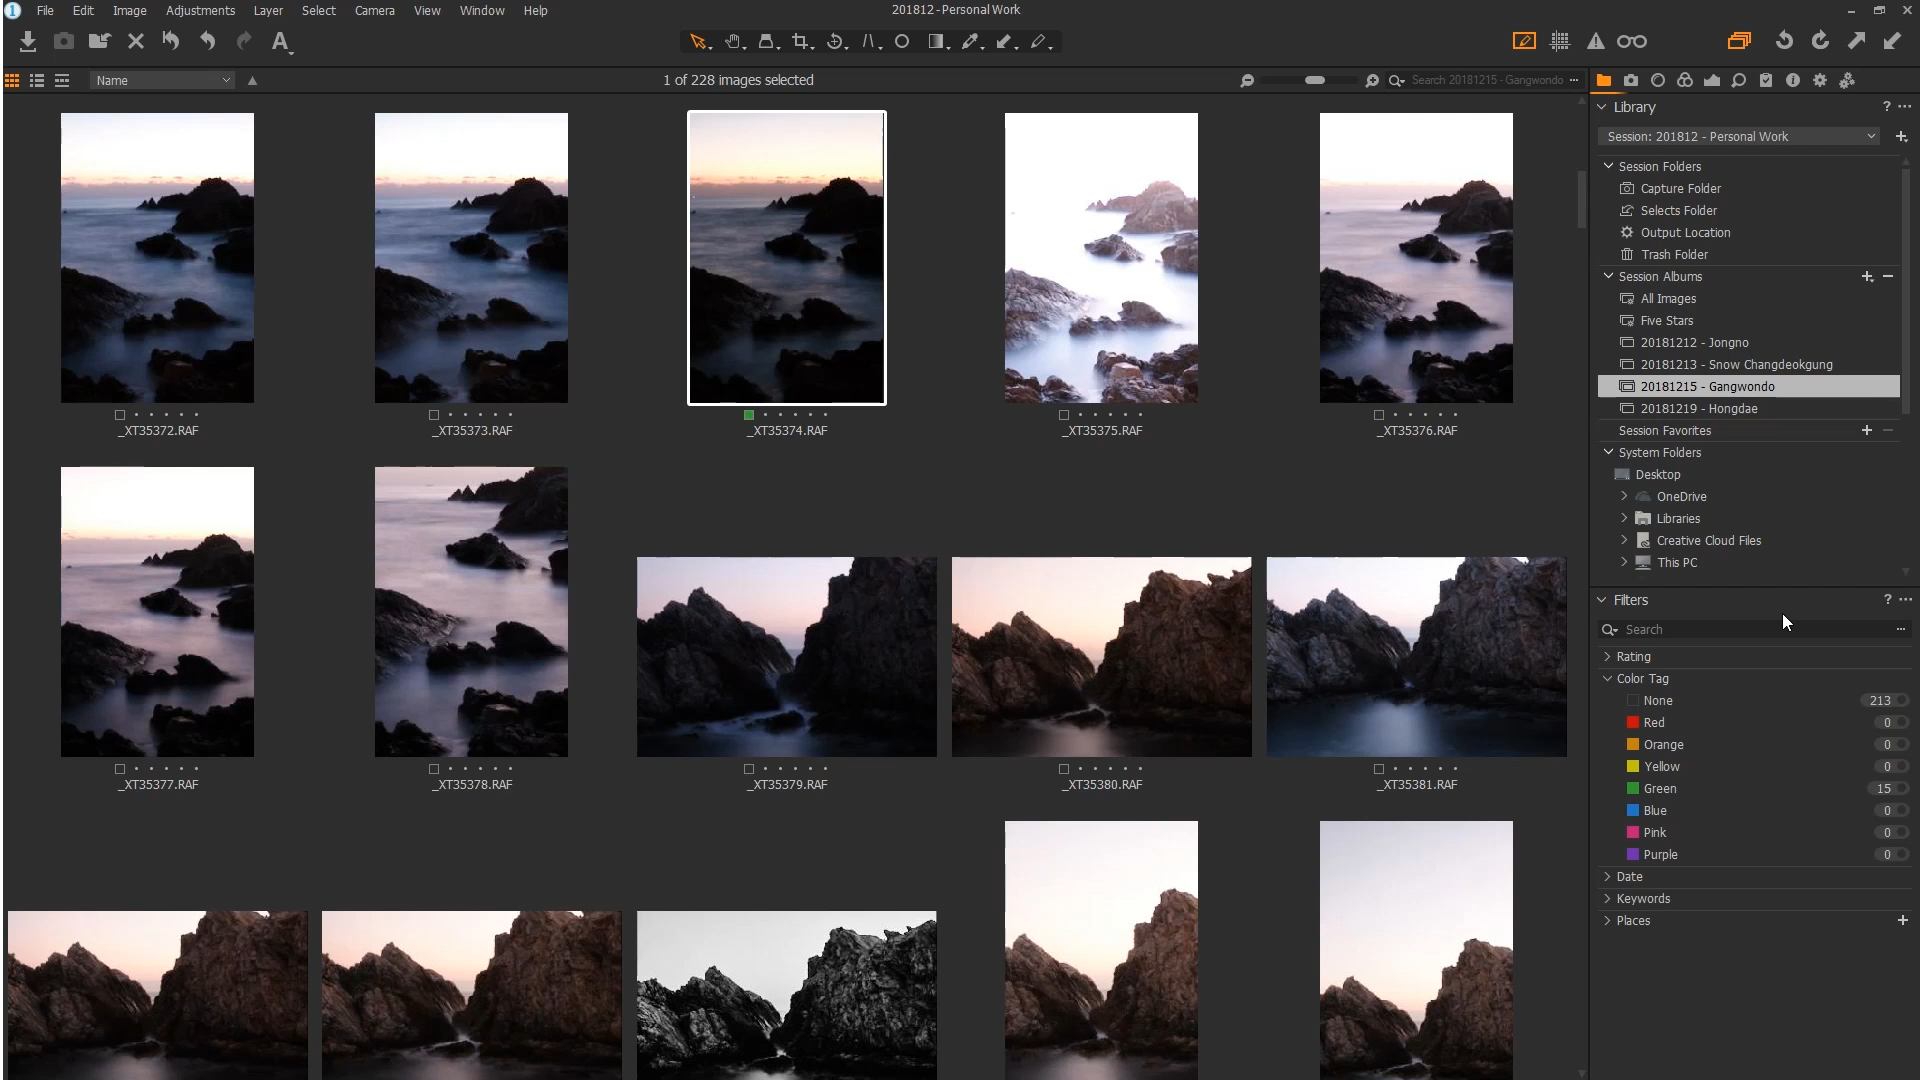 File Edit Image Adjustments Layer Select Camera View Window Help
201812 - Personal Work
Name
1 of 228 images selected
Search 20181215 - Gangwondo
_XT35372.RAF
_XT35373.RAF
_XT35374.RAF
_XT35375.RAF
_XT35376.RAF
_XT35377.RAF
_XT35378.RAF
_XT35379.RAF
_XT35380.RAF
_XT35381.RAF
Library
Session: 201812 - Personal Work
Session Folders
Capture Folder
Selects Folder
Output Location
Trash Folder
Session Albums
All Images
Five Stars
20181212 - Jongno
20181213 - Snow Changdeokgung
20181215 - Gangwondo
20181219 - Hongdae
Session Favorites
System Folders
Desktop
OneDrive
Libraries
Creative Cloud Files
This PC
Filters
Search
Rating
Color Tag
None 213
Red 0
Orange 0
Yellow 0
Green 15
Blue 0
Pink 0
Purple 0
Date
Keywords
Places